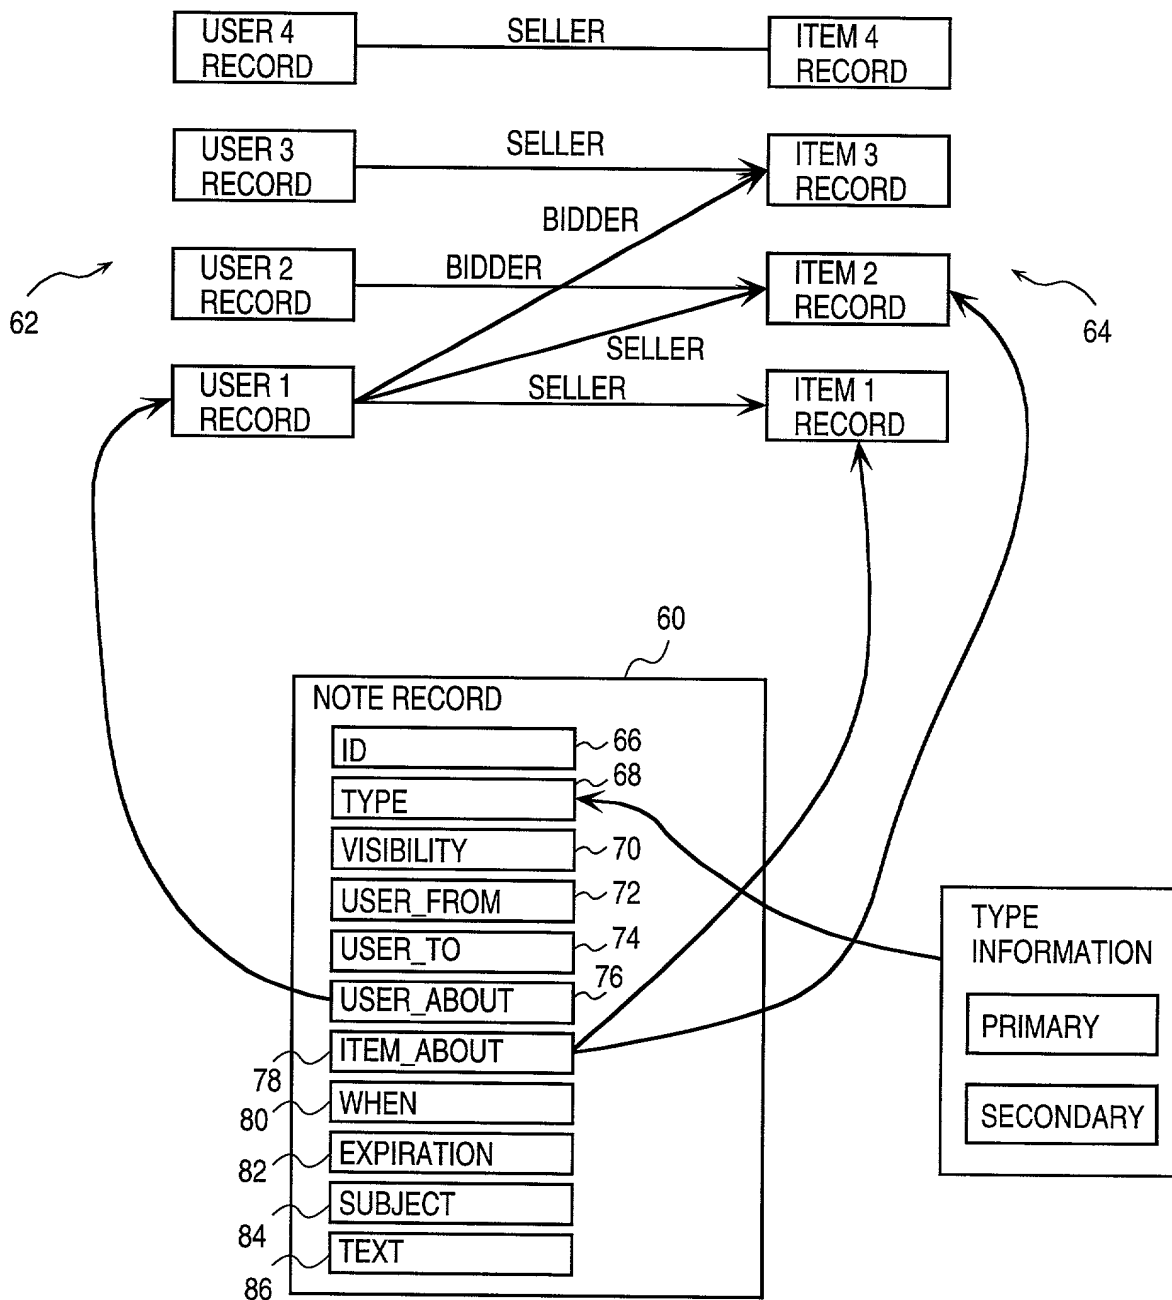 USER 4
RECORD
SELLER
ITEM 4
RECORD
USER 3
RECORD
SELLER
ITEM 3
RECORD
BIDDER
USER 2
RECORD
BIDDER
ITEM 2
RECORD
62
64
SELLER
USER 1
RECORD
SELLER
ITEM 1
RECORD
60
NOTE RECORD
ID
66
68
TYPE
VISIBILITY
70
USER_FROM
72
USER_TO
74
USER_ABOUT
76
ITEM_ABOUT
78
WHEN
80
EXPIRATION
82
SUBJECT
84
TEXT
86
TYPE
INFORMATION
PRIMARY
SECONDARY